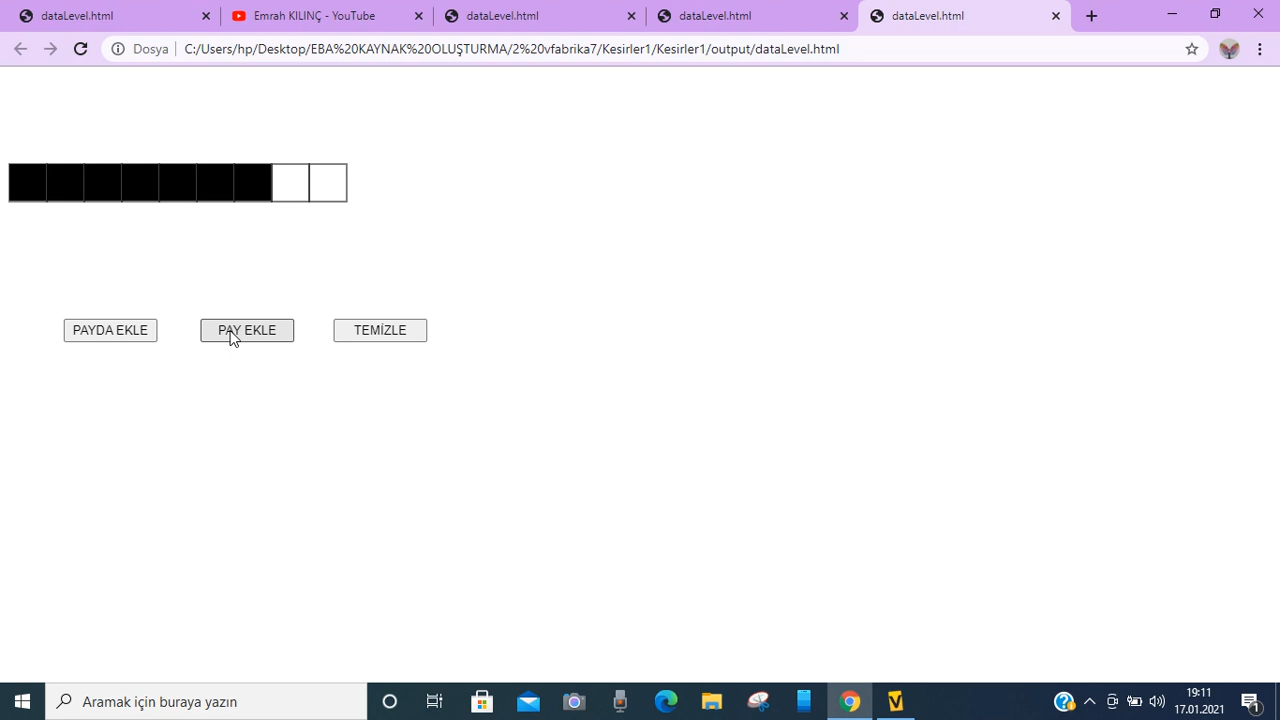 dataLevel.html
Emrah KILINÇ - YouTube
dataLevel.html
dataLevel.html
dataLevel.html
Dosya
C:/Users/hp/Desktop/EBA%20KAYNAK%20OLUŞTURMA/2%20vfabrika7/Kesirler1/Kesirler1/output/dataLevel.html
PAYDA EKLE
PAY EKLE
TEMİZLE
Aramak için buraya yazın
19:11
17.01.2021
1